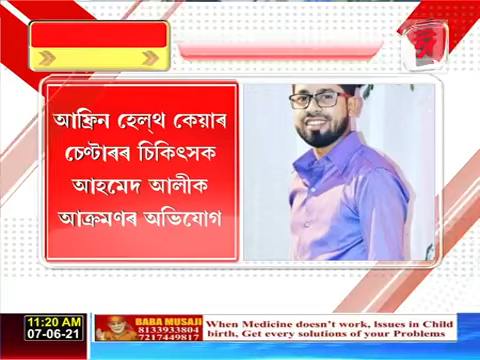 আফ্ৰিন হেল্‌থ কেয়াৰ
চেণ্টাৰৰ চিকিৎসক
আহমেদ আলীক
আক্ৰমণৰ অভিযোগ
11:20 AM
07-06-21
BABA MUSAJI
8133933804
7217449817
When Medicine doesn't work, Issues in Child
birth, Get every solutions of your Problems